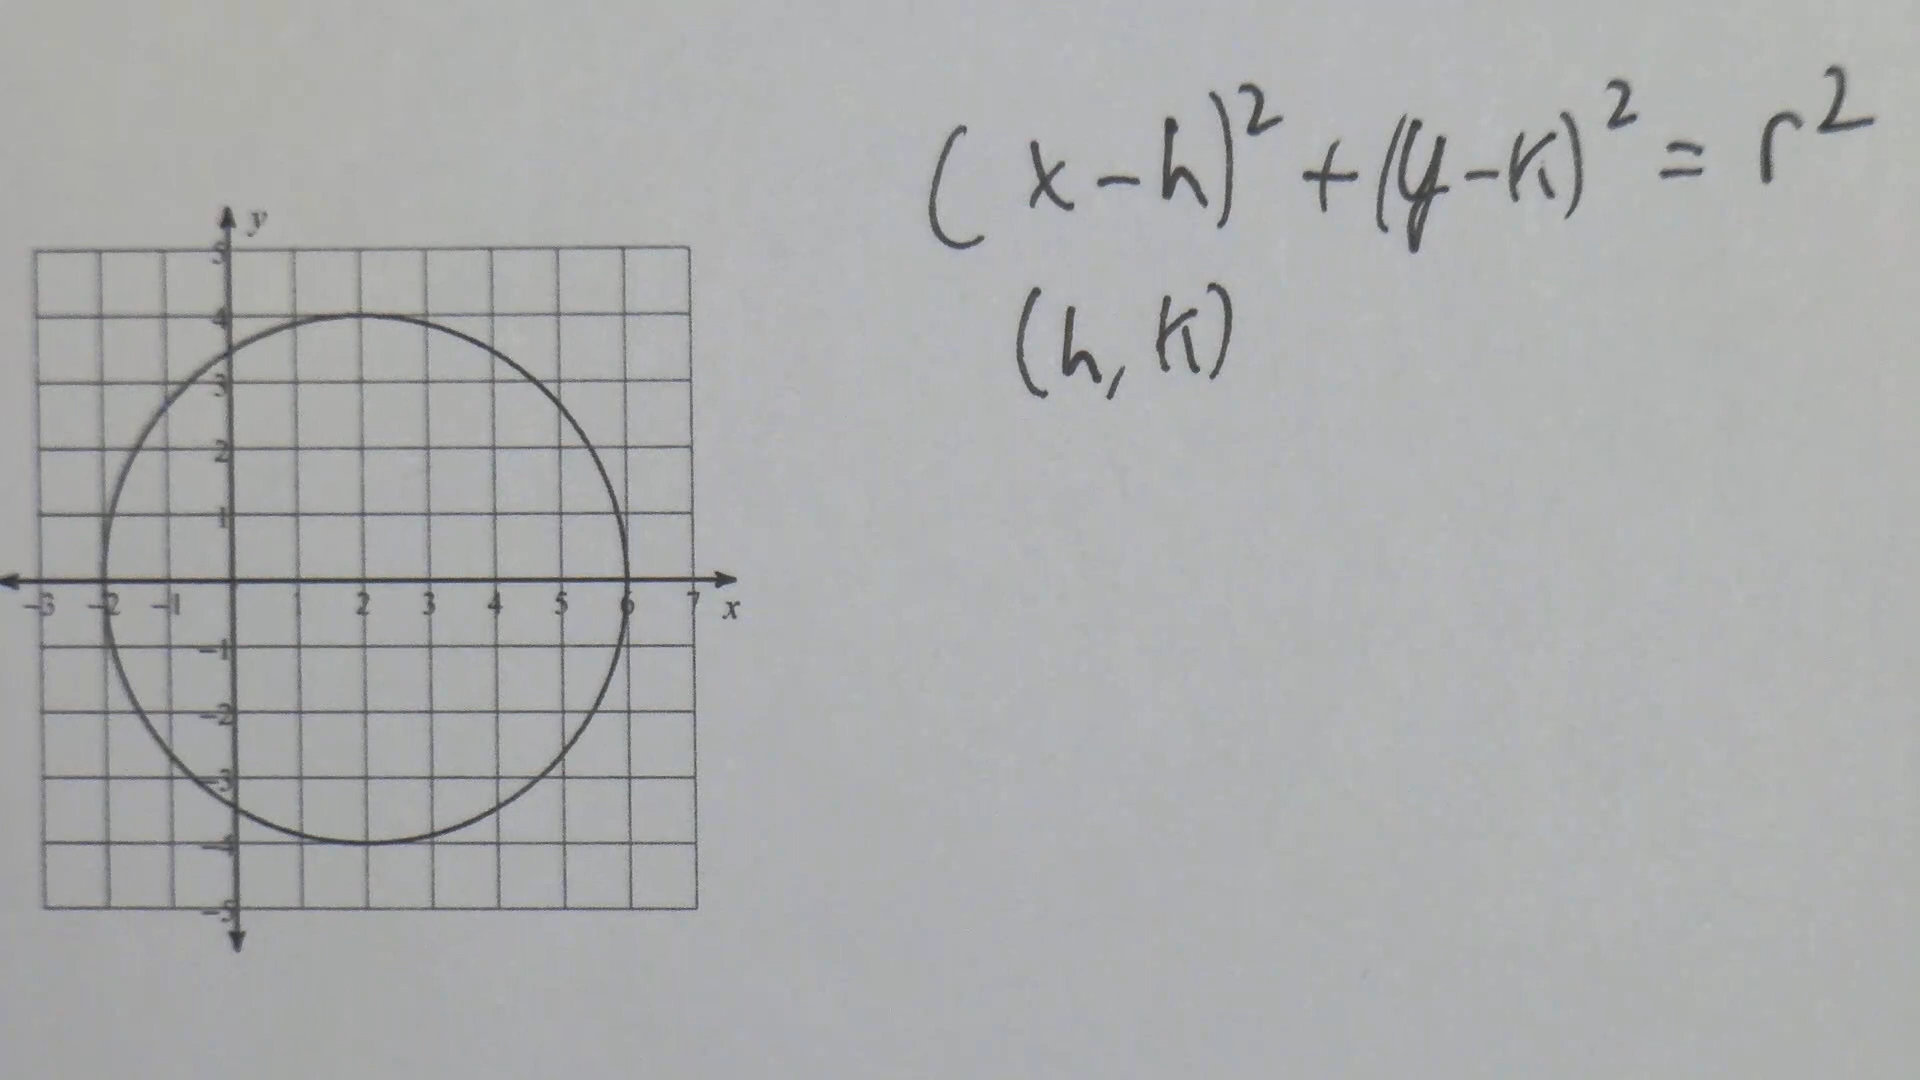 (x-h)² + (y-k)² = r²
(h, k)
y
5
4
3
2
1
-3 -2 -1 1 2 3 4 5 6 7 x
-1
-2
-3
-4
-5